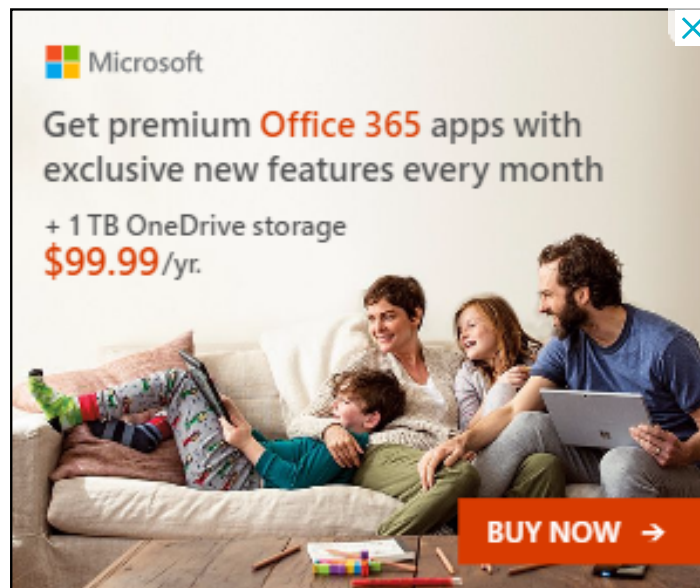 Microsoft
Get premium Office 365 apps with
exclusive new features every month
+ 1 TB OneDrive storage
$99.99/yr.
BUY NOW →